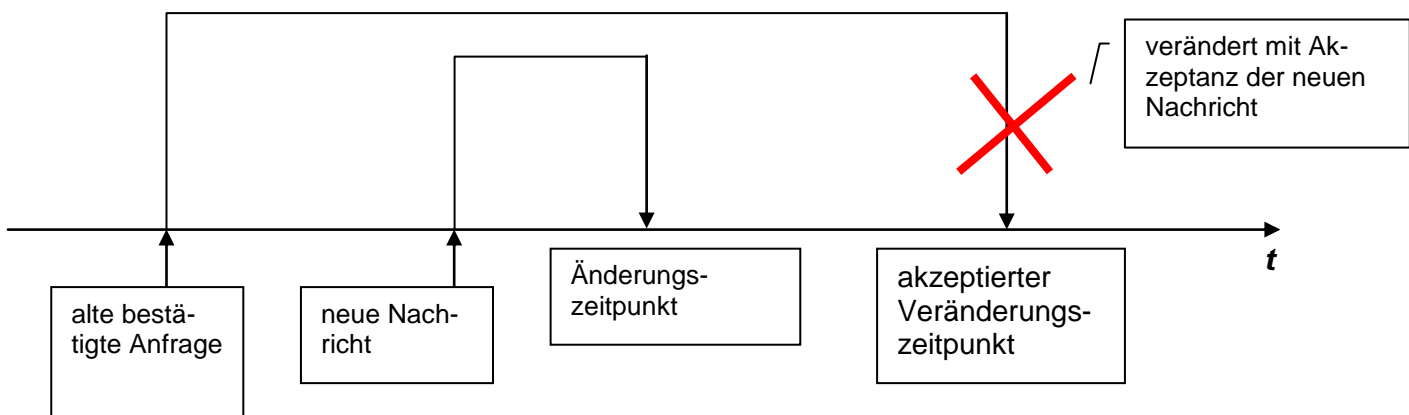 verändert mit Ak-
zeptanz der neuen
Nachricht
t
Änderungs-
zeitpunkt
akzeptierter
Veränderungs-
zeitpunkt
alte bestä-
tigte Anfrage
neue Nach-
richt